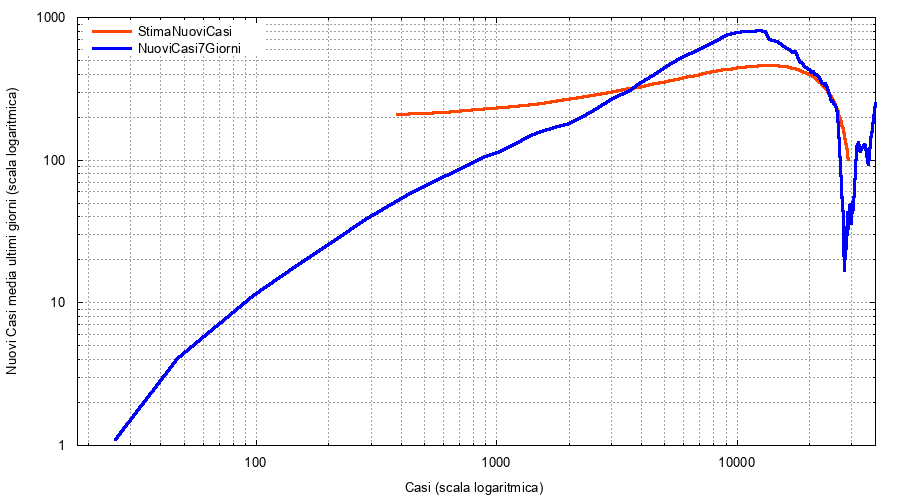 1000
StimaNuoviCasi
NuoviCasi7Giorni
100
10
1
100
1000
10000
Nuovi Casi media ultimi giorni (scala logaritmica)
Casi (scala logaritmica)